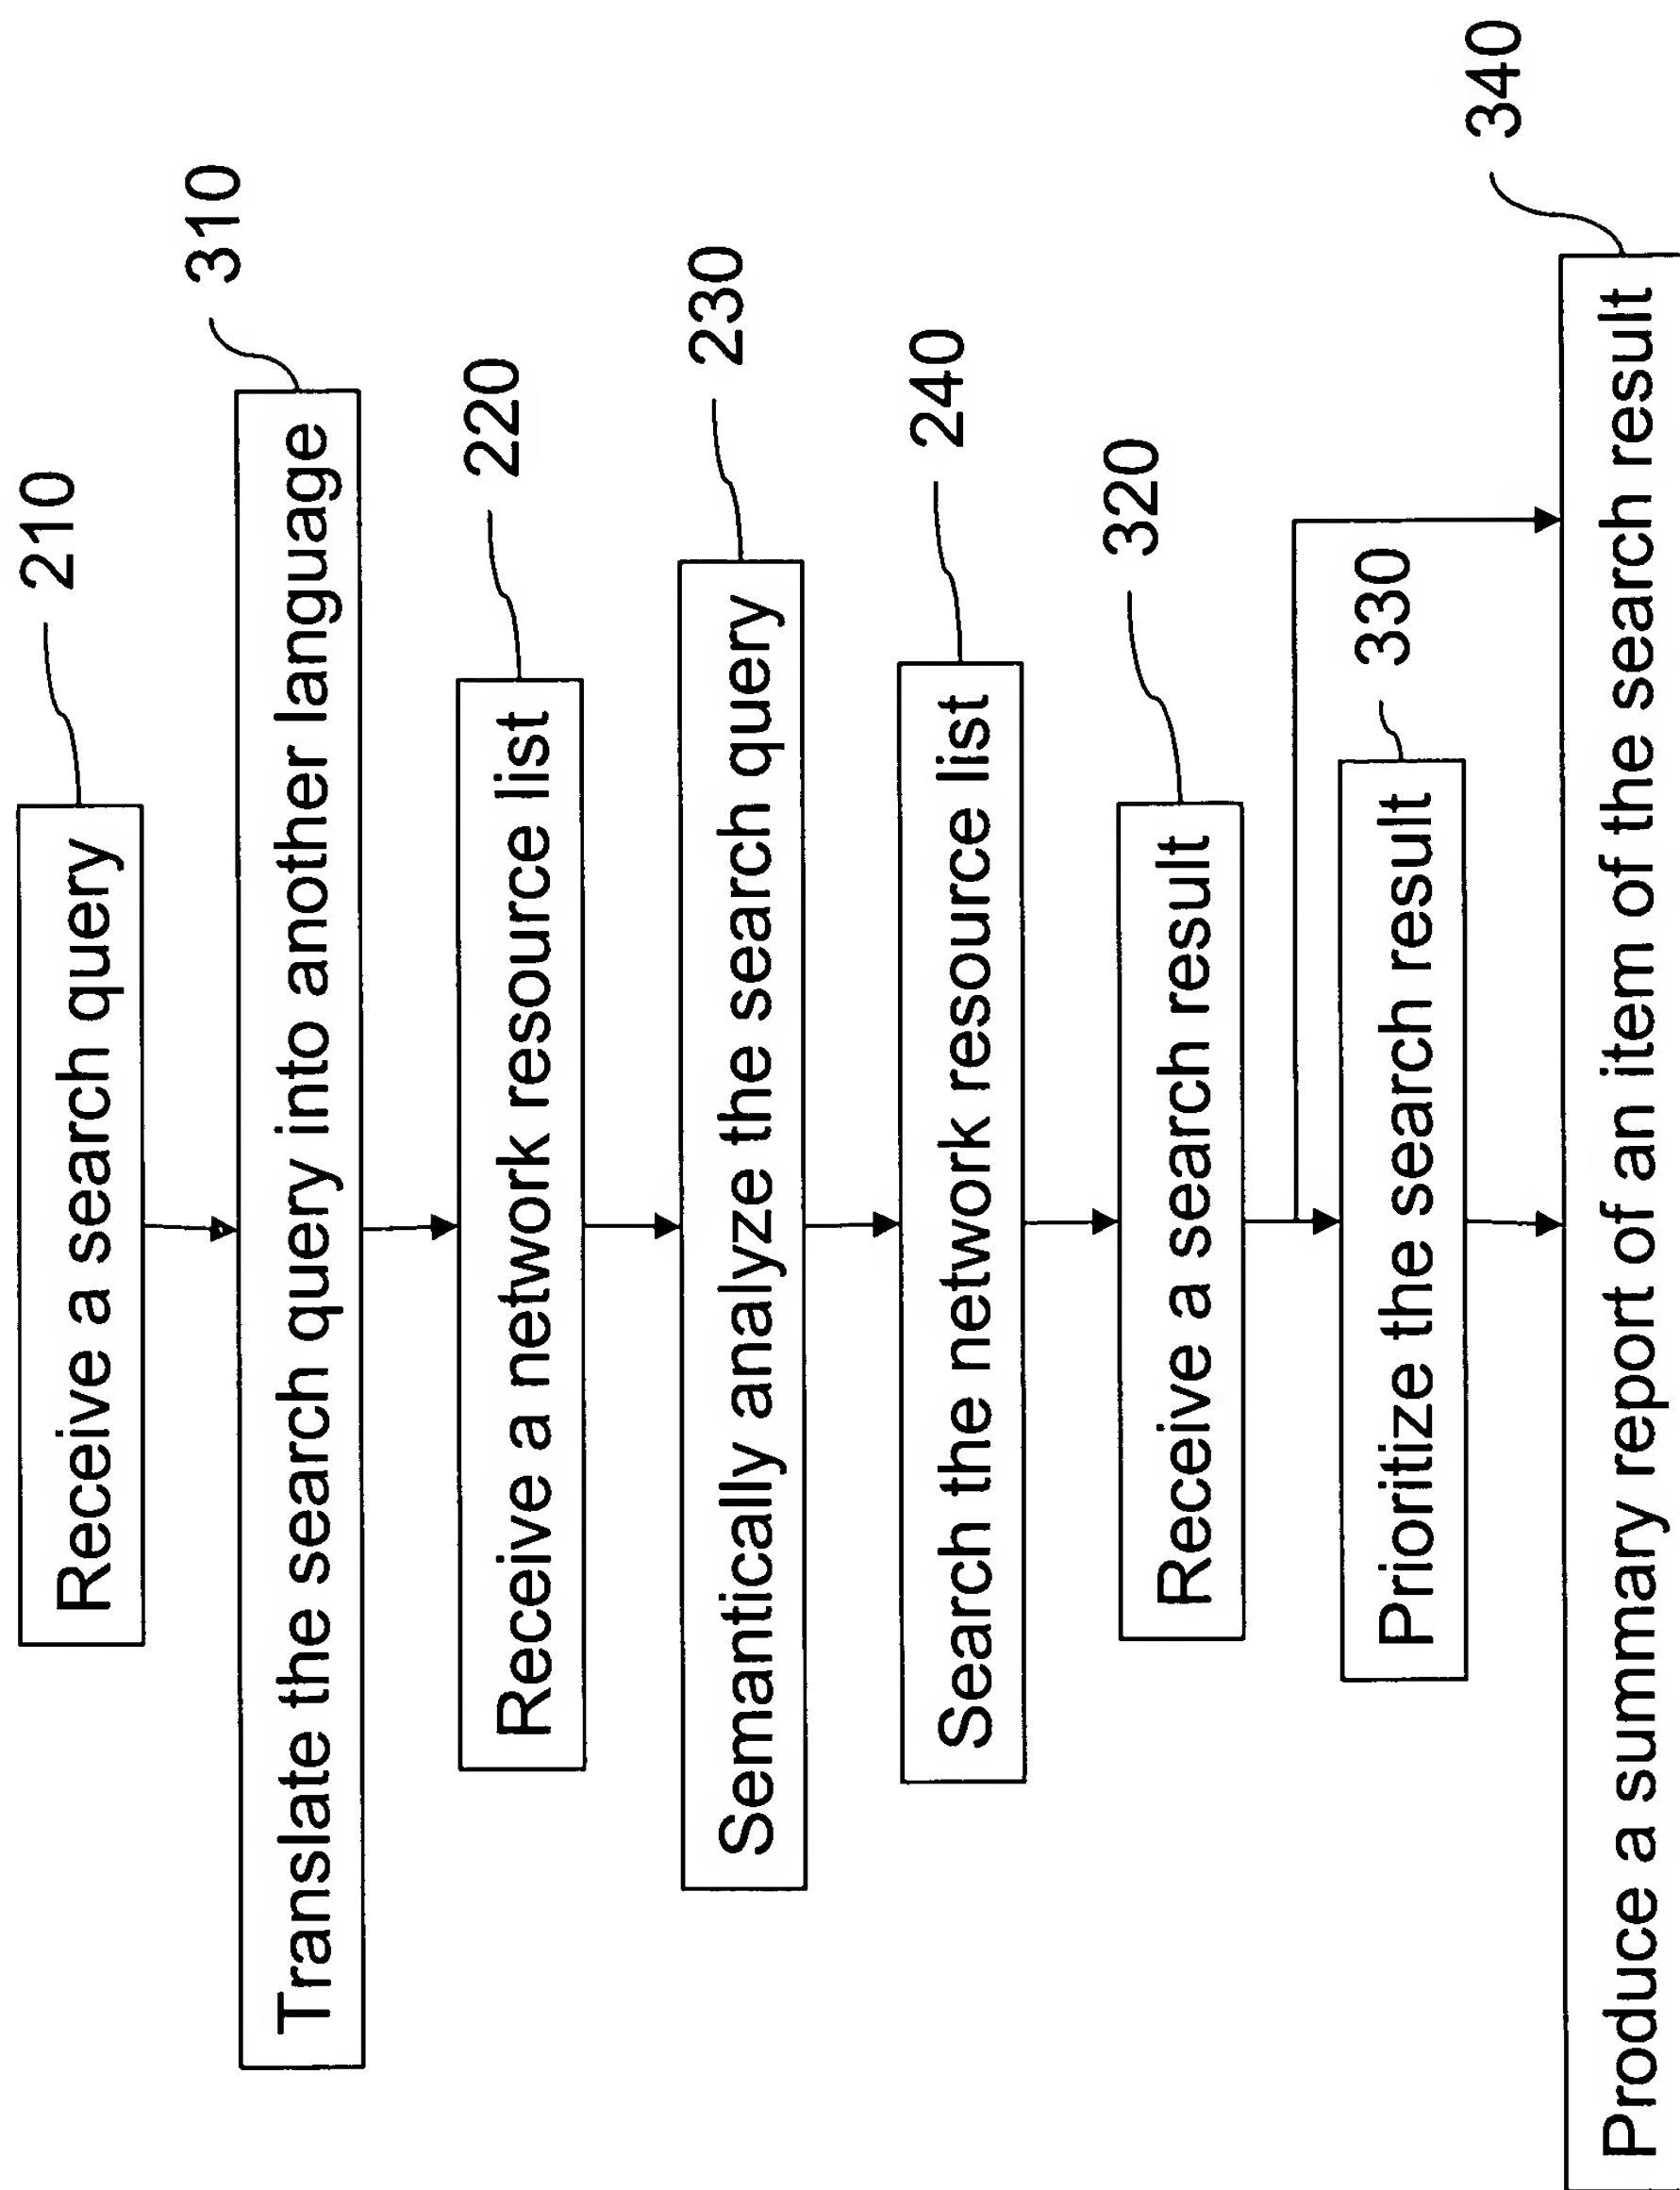 210
Receive a search query
310
Translate the search query into another language
220
Receive a network resource list
230
Semantically analyze the search query
240
Search the network resource list
320
Receive a search result
330
Prioritize the search result
340
Produce a summary report of an item of the search result